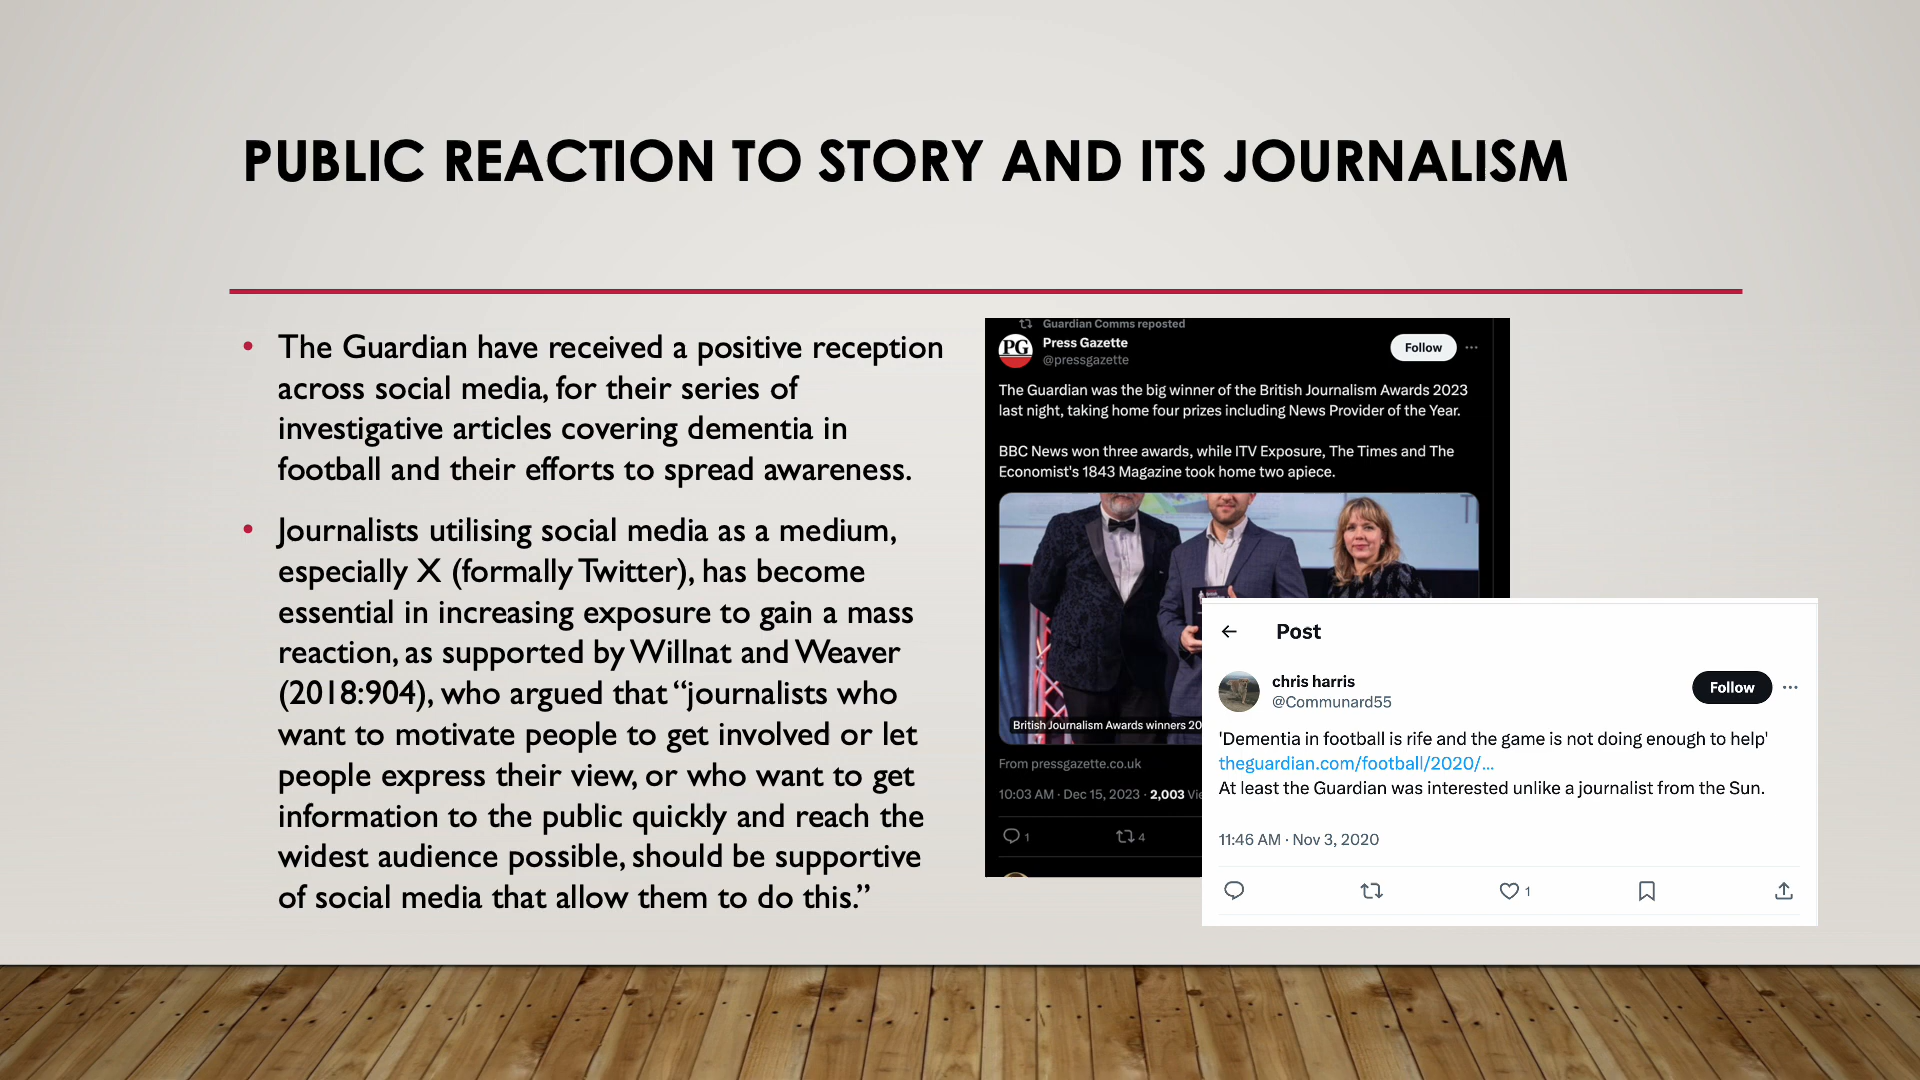 PUBLIC REACTION TO STORY AND ITS JOURNALISM
• The Guardian have received a positive reception
across social media, for their series of
investigative articles covering dementia in
football and their efforts to spread awareness.
• Journalists utilising social media as a medium,
especially X (formally Twitter), has become
essential in increasing exposure to gain a mass
reaction, as supported by Willnat and Weaver
(2018:904), who argued that “journalists who
want to motivate people to get involved or let
people express their view, or who want to get
information to the public quickly and reach the
widest audience possible, should be supportive
of social media that allow them to do this.”
Guardian Comms reposted
PG
Press Gazette
@pressgazette
Follow
The Guardian was the big winner of the British Journalism Awards 2023
last night, taking home four prizes including News Provider of the Year.
BBC News won three awards, while ITV Exposure, The Times and The
Economist's 1843 Magazine took home two apiece.
British Journalism Awards winners 20
From pressgazette.co.uk
10:03 AM · Dec 15, 2023 · 2,003 Vie
1
4
Post
chris harris
@Communard55
Follow
'Dementia in football is rife and the game is not doing enough to help'
theguardian.com/football/2020/...
At least the Guardian was interested unlike a journalist from the Sun.
11:46 AM · Nov 3, 2020
1